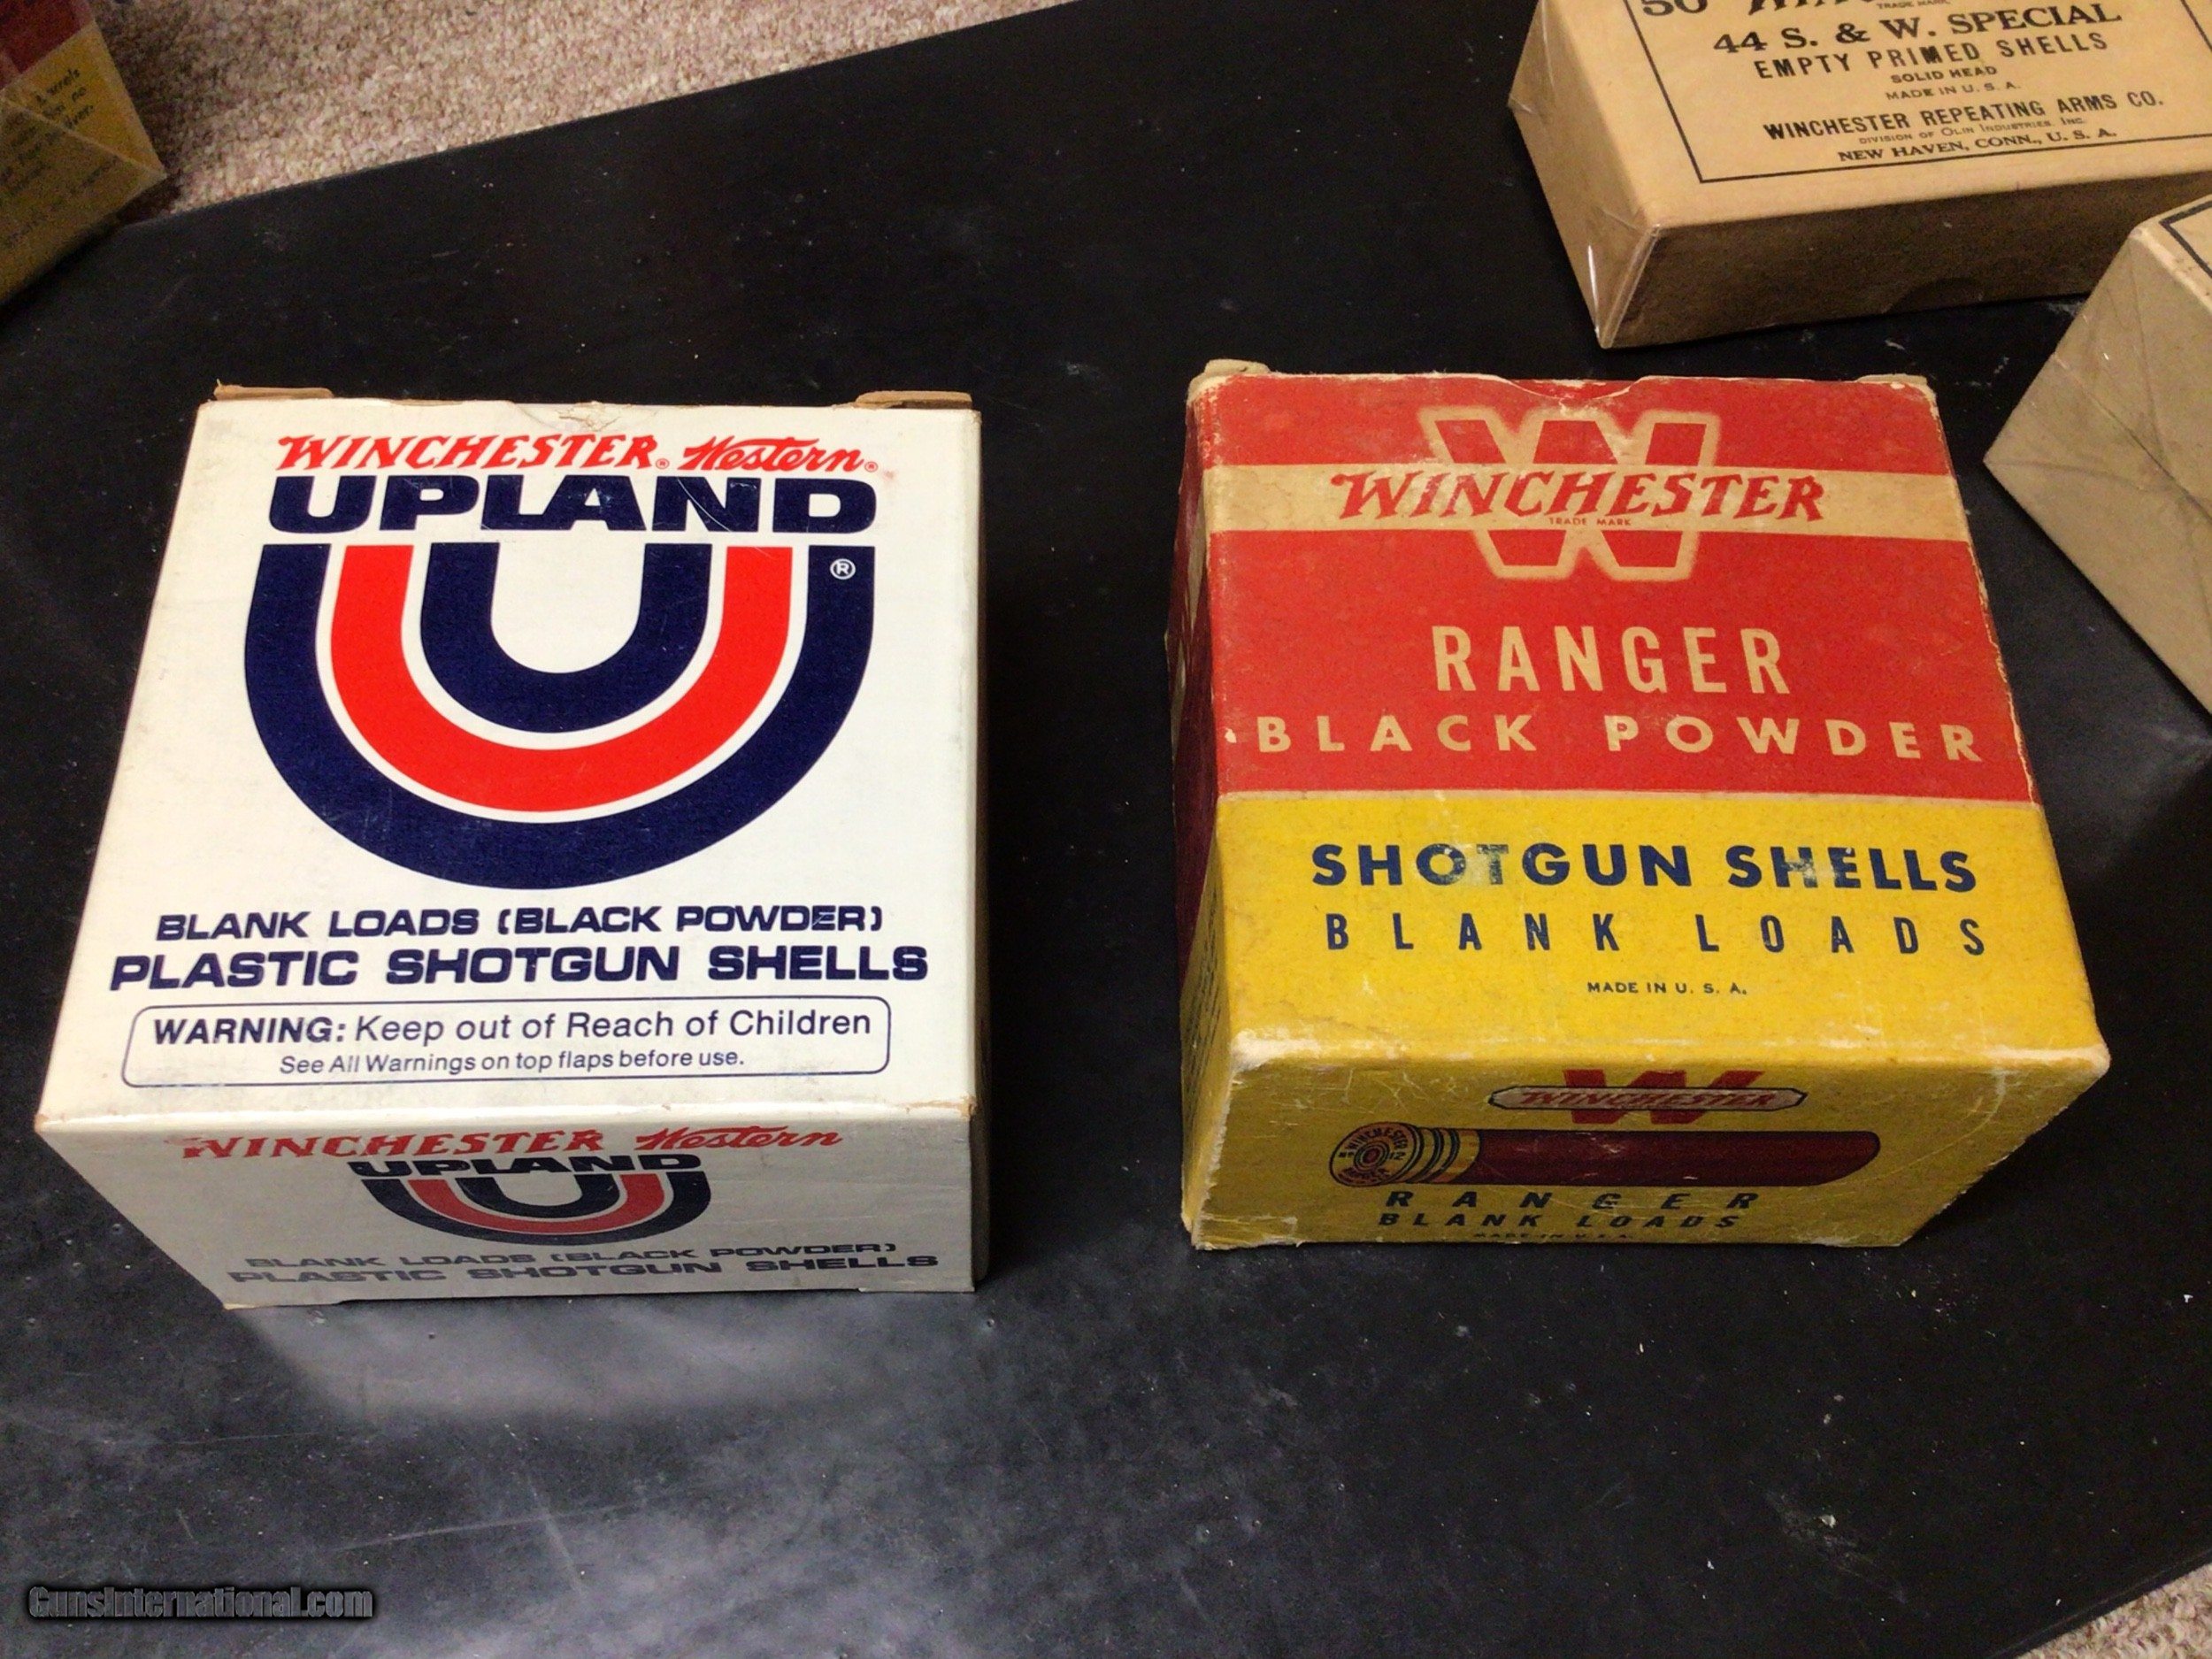 44 S. & W. SPECIAL
EMPTY PRIMED SHELLS
SOLID HEAD
MADE IN U. S. A.
WINCHESTER REPEATING ARMS CO.
DIVISION OF OLIN INDUSTRIES, INC.
NEW HAVEN, CONN., U. S. A.
WINCHESTER® Western®
UPLAND
®
BLANK LOADS (BLACK POWDER)
PLASTIC SHOTGUN SHELLS
WARNING: Keep out of Reach of Children
See All Warnings on top flaps before use.
WINCHESTER Western
UPLAND
BLANK LOADS (BLACK POWDER)
PLASTIC SHOTGUN SHELLS
W
WINCHESTER
TRADE MARK
RANGER
BLACK POWDER
SHOTGUN SHELLS
BLANK LOADS
MADE IN U. S. A.
W
WINCHESTER
WINCHESTER
RANGER
BLANK LOADS
MADE IN U.S.A.
GunsInternational.com